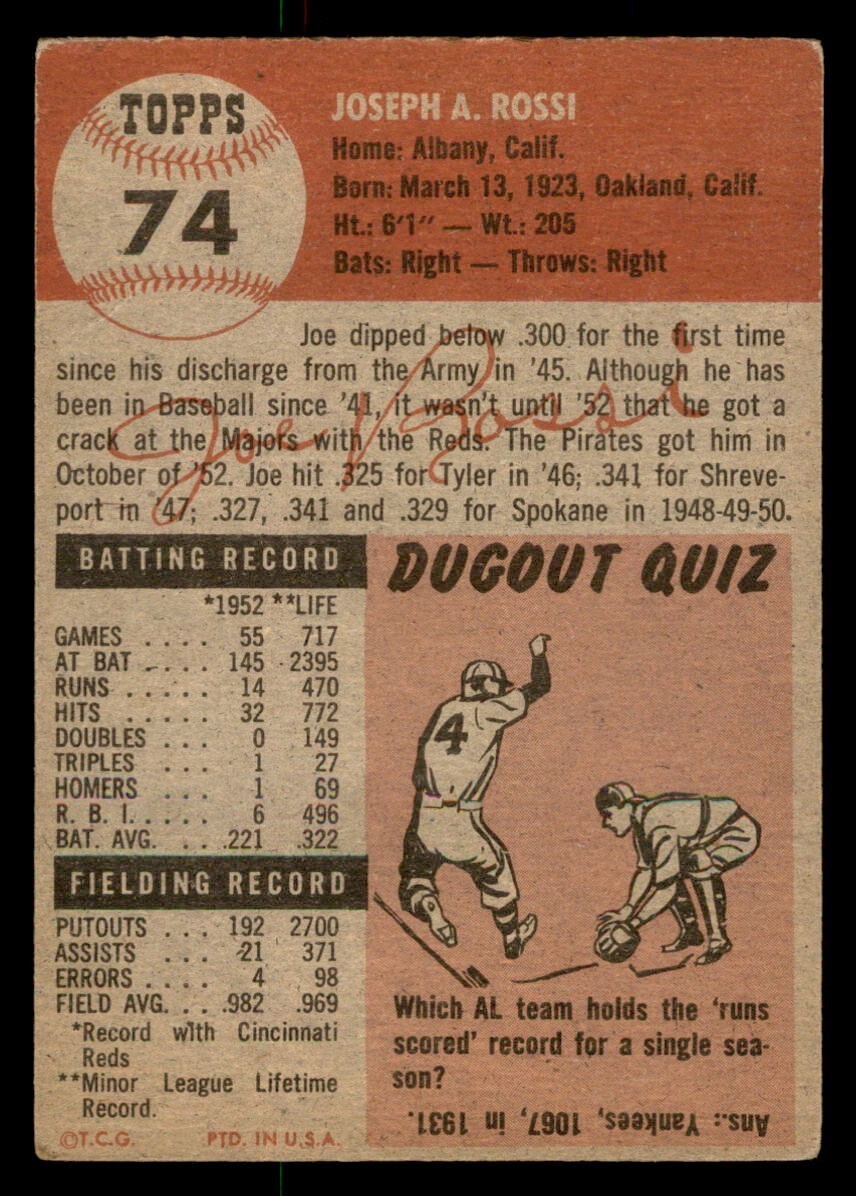 TOPPS
74
JOSEPH A. ROSSI
Home: Albany, Calif.
Born: March 13, 1923, Oakland, Calif.
Ht.: 6'1" — Wt.: 205
Bats: Right — Throws: Right
Joe dipped below .300 for the first time
since his discharge from the Army in '45. Although he has
been in Baseball since '41, it wasn't until '52 that he got a
crack at the Majors with the Reds. The Pirates got him in
October of '52. Joe hit .325 for Tyler in '46; .341 for Shreve-
port in '47; .327, .341 and .329 for Spokane in 1948-49-50.
Joe Rossi
BATTING RECORD
*1952 **LIFE
GAMES . . . . 55 717
AT BAT . . . . 145 2395
RUNS . . . . . 14 470
HITS . . . . . 32 772
DOUBLES . . . 0 149
TRIPLES . . . 1 27
HOMERS . . . 1 69
R. B. I. . . . . 6 496
BAT. AVG. . . .221 .322
FIELDING RECORD
PUTOUTS . . . 192 2700
ASSISTS . . . 21 371
ERRORS . . . . 4 98
FIELD AVG. . . .982 .969
*Record with Cincinnati
Reds
**Minor League Lifetime
Record.
©T.C.G. PTD. IN U.S.A.
DUGOUT QUIZ
4
Which AL team holds the 'runs
scored' record for a single sea-
son?
Ans.: Yankees, 1067, in 1931.